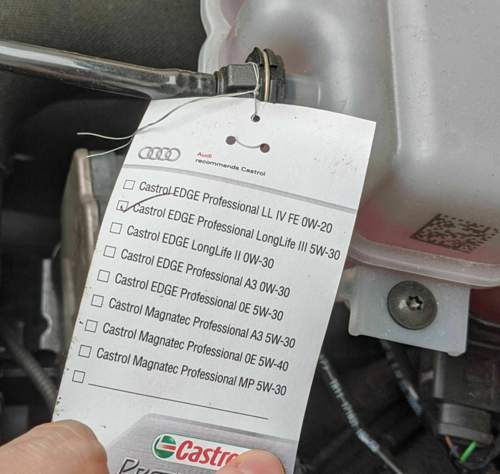 Audi
recommends Castrol
Castrol EDGE Professional LL IV FE 0W-20
Castrol EDGE Professional LongLife III 5W-30
Castrol EDGE LongLife II 0W-30
Castrol EDGE Professional A3 0W-30
Castrol EDGE Professional 0E 5W-30
Castrol Magnatec Professional A3 5W-30
Castrol Magnatec Professional 0E 5W-40
Castrol Magnatec Professional MP 5W-30
Castro